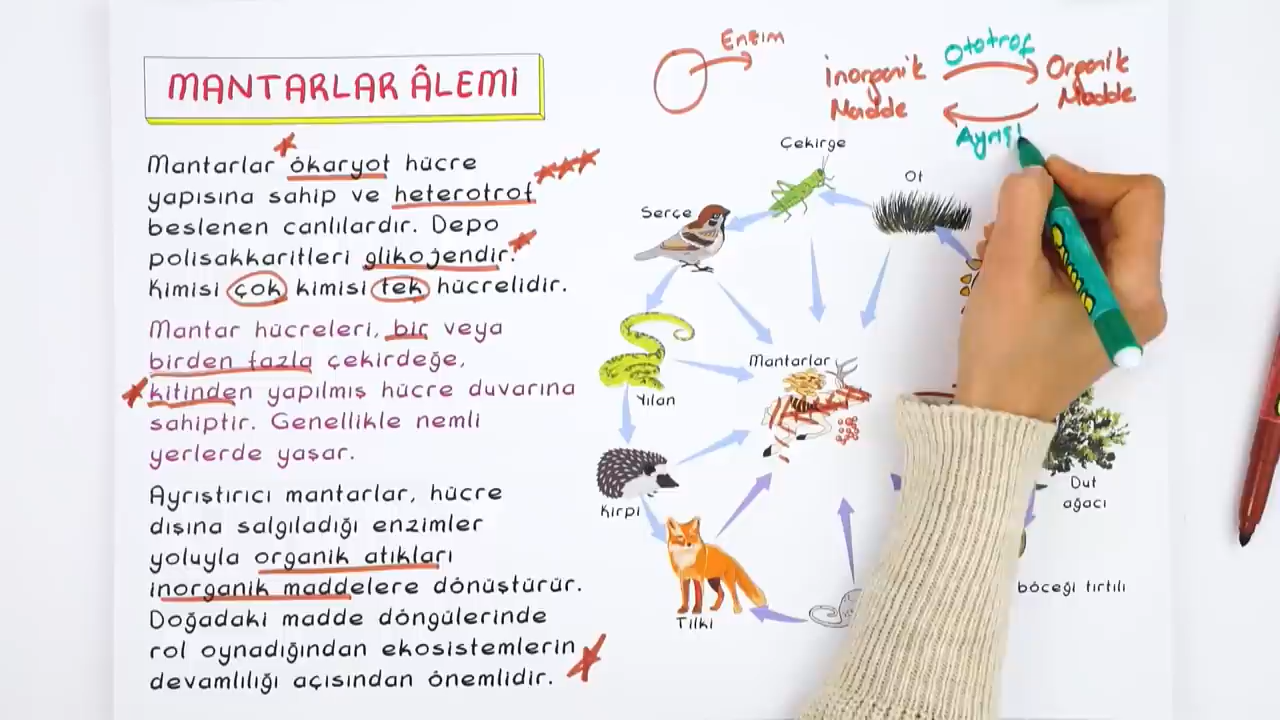 MANTARLAR ÂLEMİ
Mantarlar ökaryot hücre
yapısına sahip ve heterotrof
beslenen canlılardır. Depo
polisakkaritleri glikojendir.
Kimisi çok kimisi tek hücrelidir.
Mantar hücreleri, bir veya
birden fazla çekirdeğe,
kitinden yapılmış hücre duvarına
sahiptir. Genellikle nemli
yerlerde yaşar.
Ayrıştırıcı mantarlar, hücre
dışına salgıladığı enzimler
yoluyla organik atıkları
inorganik maddelere dönüştürür.
Doğadaki madde döngülerinde
rol oynadığından ekosistemlerin
devamlılığı açısından önemlidir.
Enzim
inorganik
Madde
Ototrof
Organik
Madde
Ayrış
Çekirge
Ot
Serçe
Mantarlar
Yılan
Kirpi
Tilki
Dut
ağacı
böceği tırtılı